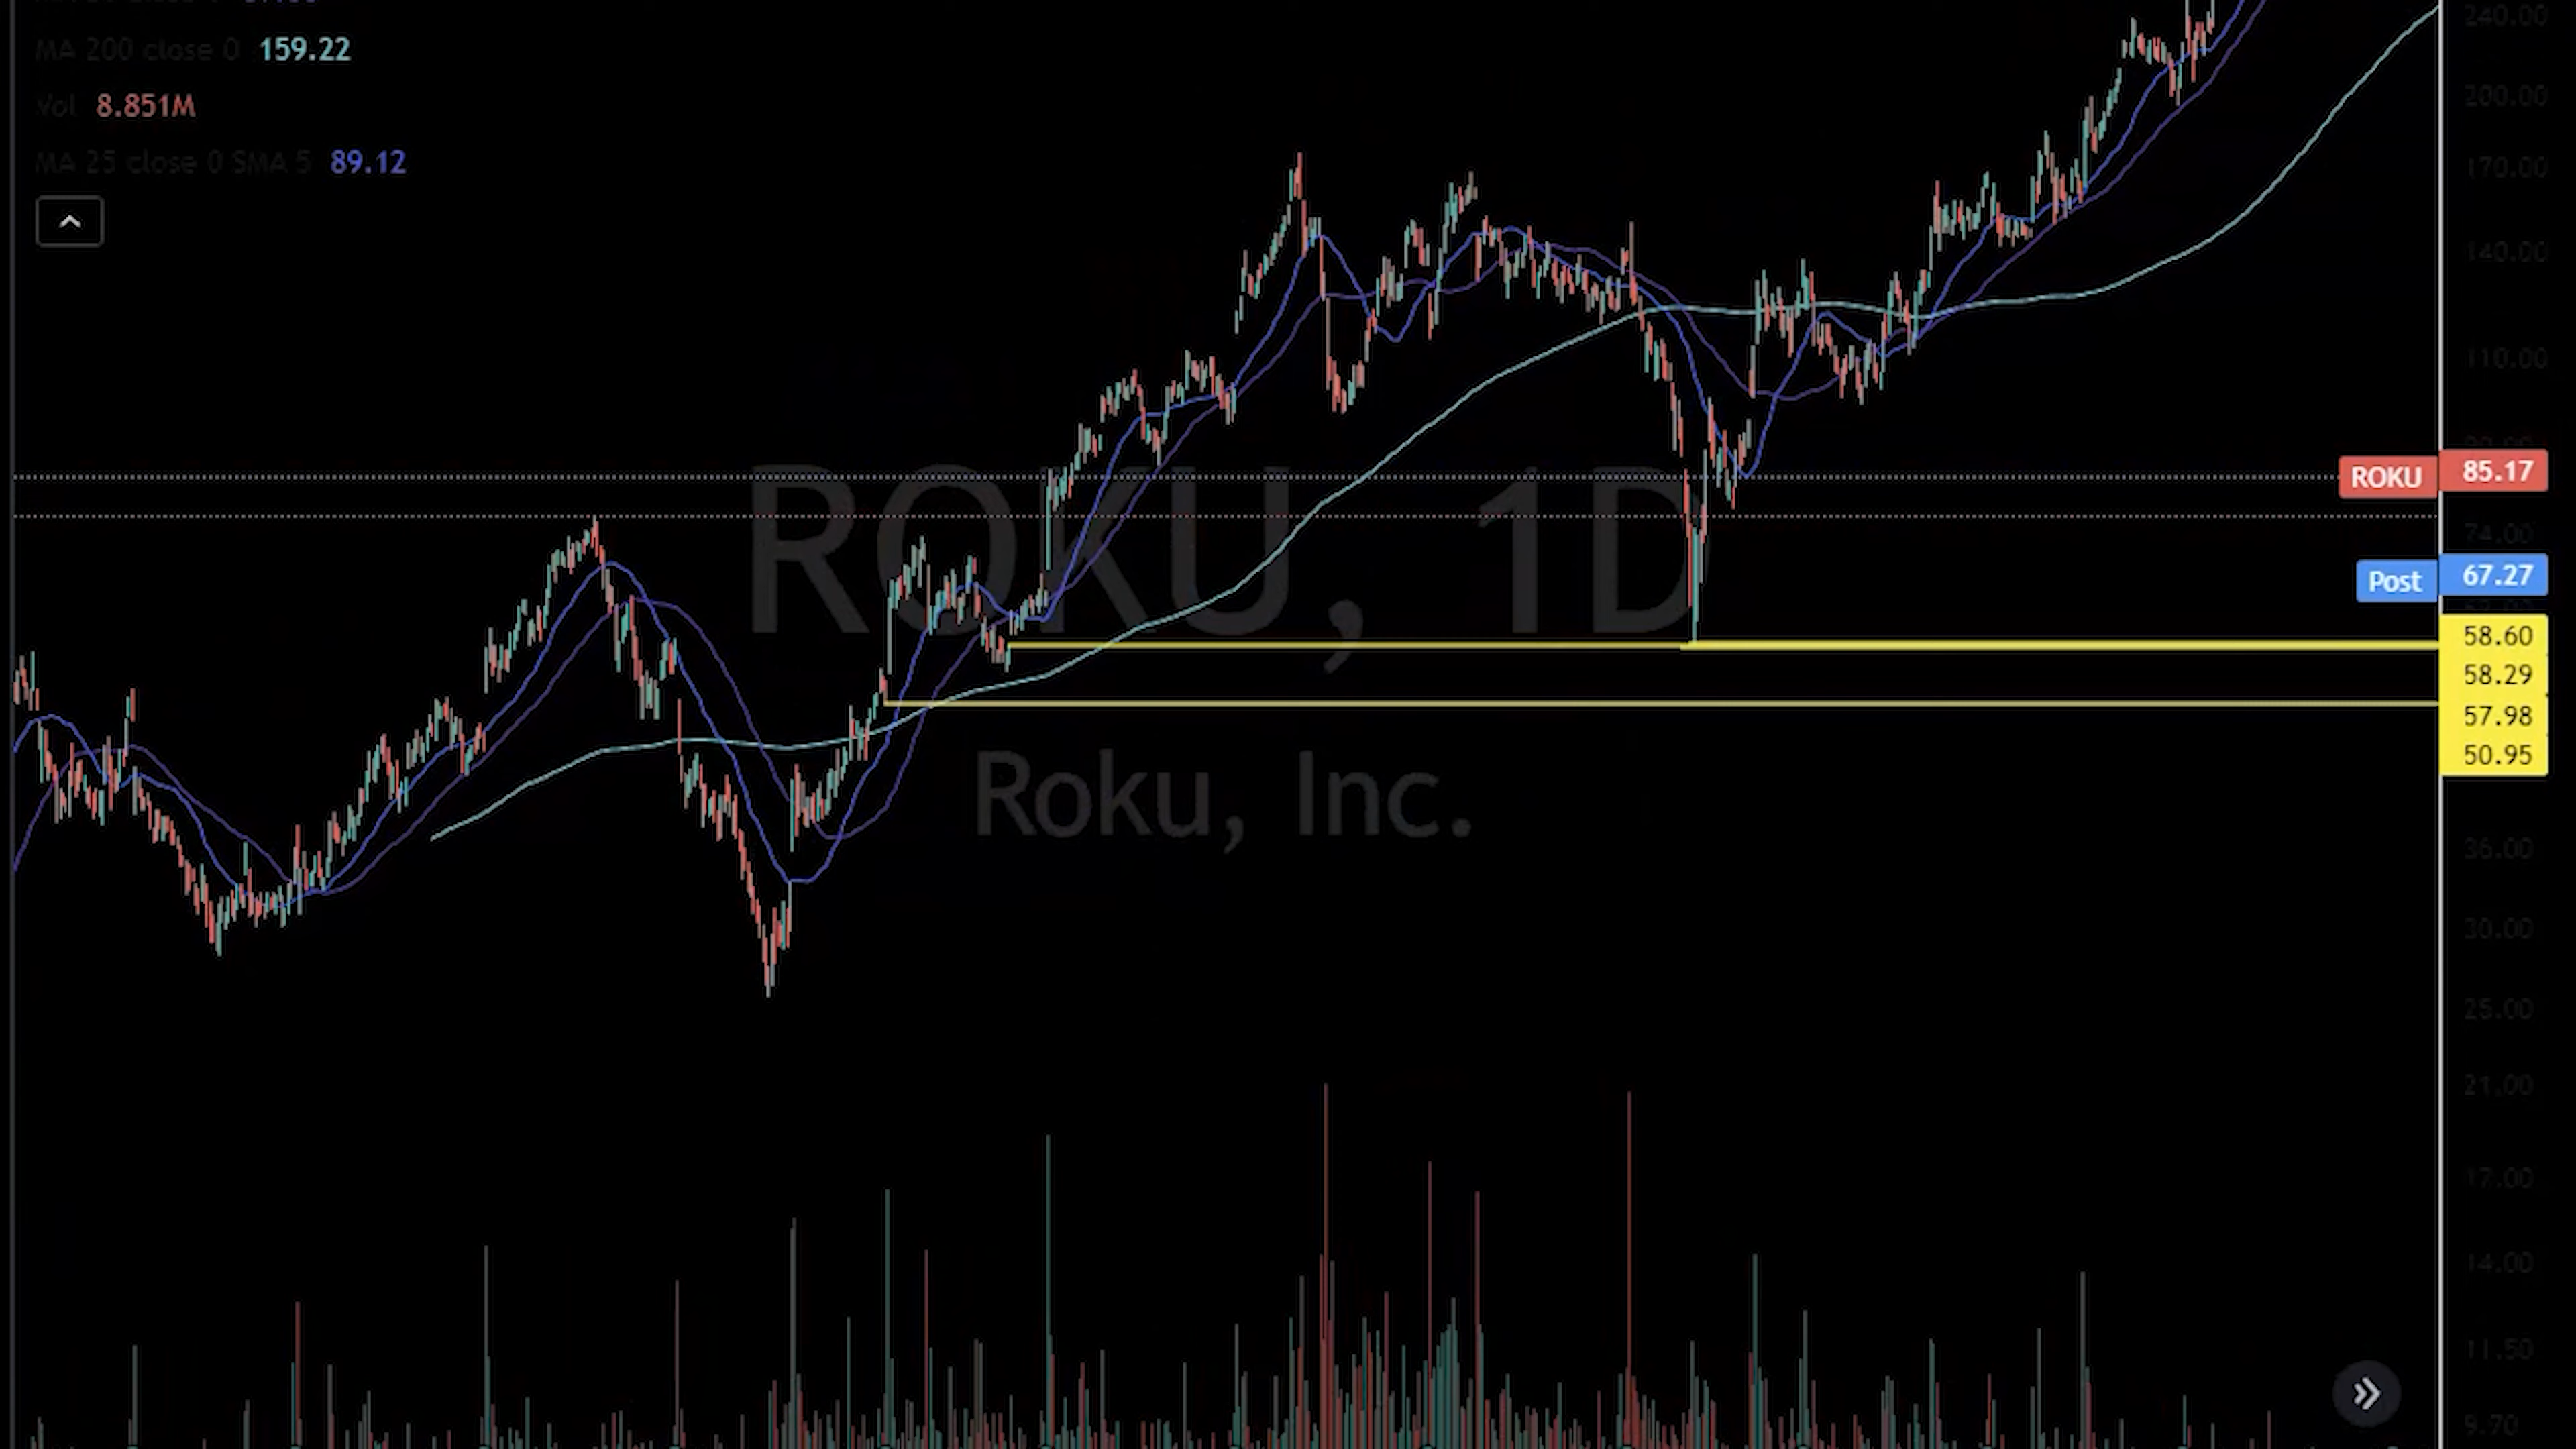 MA 200 close 0 159.22
Vol 8.851M
MA 25 close 0 SMA 5 89.12
240.00
200.00
170.00
140.00
110.00
ROKU 85.17
74.00
Post 67.27
58.60
58.29
57.98
50.95
36.00
30.00
25.00
21.00
17.00
14.00
11.50
9.70
ROKU, 1D
Roku, Inc.